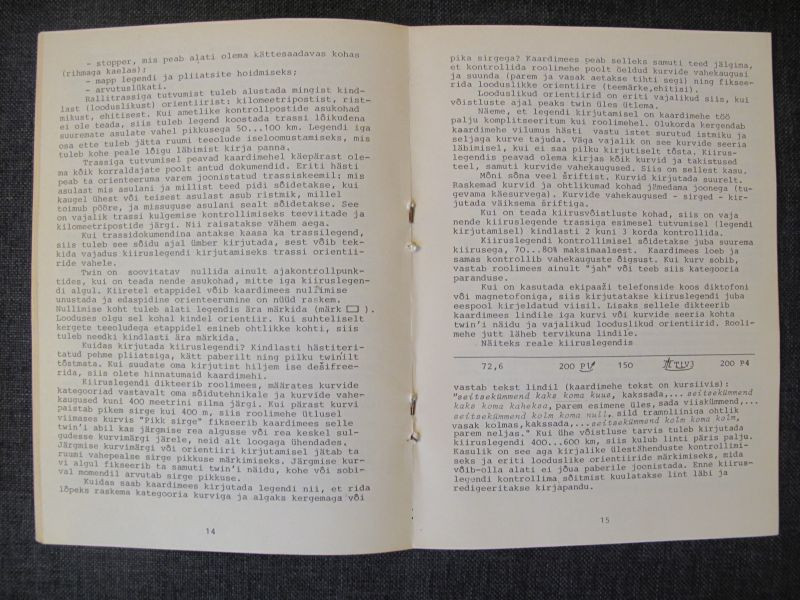 - stopper, mis peab alati olema kättesaadavas kohas
(rihmaga kaelas);
- mapp legendi ja pliiatsite hoidmiseks;
- arvutuslükati.
Rallitrassiga tutvumist tuleb alustada mingist kind-
last (looduslikust) orientiirist: kilomeetripostist, rist-
mikust, ehitisest. Kui ametlike kontrollpostide asukohad
ei ole teada, siis tuleb legend koostada trassi lõikudena
suuremate asulate vahel pikkusega 50...100 km. Legendi iga
osa ette tuleb jätta ruumi teeolude iseloomustamiseks, mis
tuleb kohe peale lõigu läbimist kirja panna.
Trassiga tutvumisel peavad kaardimehel käepärast ole-
ma kõik korraldajate poolt antud dokumendid. Eriti hästi
peab ta orienteeruma varem joonistatud trassiskeemil; mis
asulast mis asulani ja millist teed pidi sõidetakse, kui
kaugel ühest või teisest asulast asub ristmik, millel
toimub pööre, ja missuguse asulani sealt sõidetakse. See
on vajalik trassi kulgemise kontrollimiseks teeviitade ja
kilomeetripostide järgi. Nii raisatakse vähem aega.
Kui trassidokumendina antakse kaasa ka trassilegend,
siis tuleb see sõidu ajal ümber kirjutada, sest võib tek-
kida vajadus kiiruslegendi kirjutamiseks trassi orientii-
ride vahele.
Twin on soovitatav nullida ainult ajakontrollpunk-
tides, kui on teada nende asukohad, mitte iga kiiruslegen-
di algul. Kiiretel etappidel võib kaardimees nullimise
unustada ja edaspidine orienteerumine on nüüd raskem.
Nullimise koht tuleb alati legendis ära märkida (märk ▭ ).
Looduses olgu sel kohal kindel orientiir. Kui suhteliselt
kergete teeoludega etappidel esineb ohtlikke kohti, siis
tuleb needki kindlasti ära märkida.
Kuidas kirjutada kiiruslegendi? Kindlasti hästiteri-
tatud pehme pliiatsiga, kätt paberilt ning pilku twinilt
tõstmata. Kui suudate oma kirjutist hiljem ise dešifree-
rida, siis olete hinnatumaid kaardimehi.
Kiiruslegendi dikteerib roolimees, määrates kurvide
kategooriad vastavalt oma sõidutehnikale ja kurvide vahe-
kaugused kuni 400 meetrini silma järgi. Kui pärast kurvi
paistab pikem sirge kui 400 m, siis roolimehe ütlusel
viimases kurvis "Pikk sirge" fikseerib kaardimees selle
twin'i abil kas järgmise rea algusse või rea keskel sul-
gudesse kurvimärgi järele, neid alt loogaga ühendades.
Järgmise kurvimärgi või orientiiri kirjutamisel jätab ta
ruumi vahepealse sirge pikkuse märkimiseks. Järgmise kur-
vi algul fikseerib ta samuti twin'i näidu, kohe või sobi-
val momendil arvutab sirge pikkuse.
Kuidas saab kaardimees kirjutada legendi nii, et rida
lõpeks raskema kategooria kurviga ja algaks kergemaga või
14
pika sirgega? Kaardimees peab selleks samuti teed jälgima,
et kontrollida roolimehe poolt öeldud kurvide vahekaugusi
ja suunda (parem ja vasak aetakse tihti segi) ning fiksee-
rida looduslikke orientiire (teemärke,ehitisi).
Looduslikud orientiirid on eriti vajalikud siis, kui
võistluste ajal peaks twin üles ütlema.
Näeme, et legendi kirjutamisel on kaardimehe töö
palju komplitseeritum kui roolimehel. Olukorda kergendab
kaardimehe vilumus hästi vastu istet surutud istmiku ja
seljaga kurve tajuda. Väga vajalik on see kurvide seeria
läbimisel, kui ei saa pilku kirjutiselt tõsta. Kiirus-
legendis peavad olema kirjas kõik kurvid ja takistused
teel, samuti kurvide vahekaugused. Siis on sellest kasu.
Mõni sõna veel šriftist. Kurvid kirjutada suurelt.
Raskemad kurvid ja ohtlikumad kohad jämedama joonega (tu-
gevama käesurvega). Kurvide vahekaugused - sirged - kir-
jutada väiksema šriftiga.
Kui on teada kiirusvõistluste kohad, siis on vaja
nende kiiruslegendide trassiga esimesel tutvumisel (legendi
kirjutamisel) kindlasti 2 kuni 3 korda kontrollida.
Kiiruslegendi kontrollimisel sõidetakse juba suurema
kiirusega, 70...80% maksimaalsest. Kaardimees loeb ja
samas kontrollib vahekauguste õigsust. Kui kurv sobib,
vastab roolimees ainult "jah" või teeb siis kategooria
paranduse.
Kui on kasutada ekipaaži telefonside koos diktofoni
või magnetofoniga, siis kirjutatakse kiiruslegendi juba
eespool kirjeldatud viisil. Lisaks sellele dikteerib
kaardimees lindile iga kurvi või kurvide seeria kohta
twin'i näidu ja vajalikud looduslikud orientiirid. Rooli-
mehe jutt läheb tervikuna lindile.
Näiteks reale kiiruslegendis
72,6 200 P1 150 200 P4
vastab tekst lindil (kaardimehe tekst on kursiivis):
"seitsekümmend kaks koma kuus, kakssada,... seitsekümmend
kaks koma kaheksa, parem esimene üles, sada viiskümmend,...
seitsekümmend kolm koma null, sild trampliiniga ohtlik
vasak kolmas,kakssada,...seitsekümmend kolm koma kolm,
parem neljas." Kui ühe võistluse tarvis tuleb kirjutada
kiiruslegendi 400...600 km, siis kulub linti päris palju.
Kasulik on see aga kirjalike ülestähenduste kontrollimi-
seks ja eriti looduslike orientiiride märkimiseks, mida
võib-olla alati ei jõua paberile joonistada. Enne kiirus-
legendi kontrollima sõitmist kuulatakse lint läbi ja
redigeeritakse kirjapandu.
15